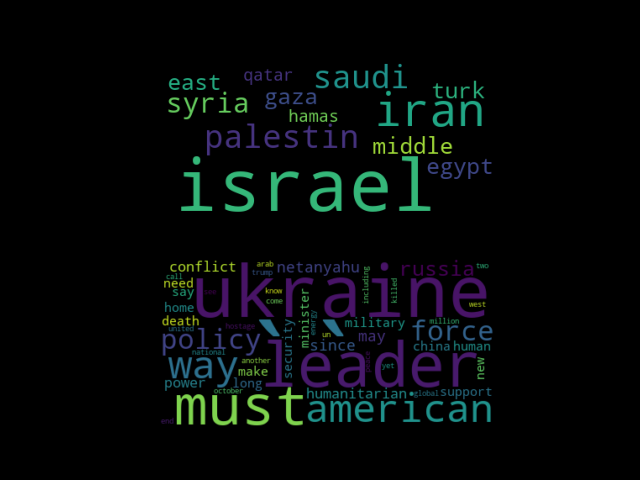 east qatar saudi
syria gaza iran turk
hamas
palestin middle
israel egypt
conflict arab netanyahu russia two
call trump including
need ukraine killed
say know
home come west
death `` minister military million force
united policy security energy un may
national since china human
way another leader yet new
power long make
october humanitarian global support
must american
hostage
end